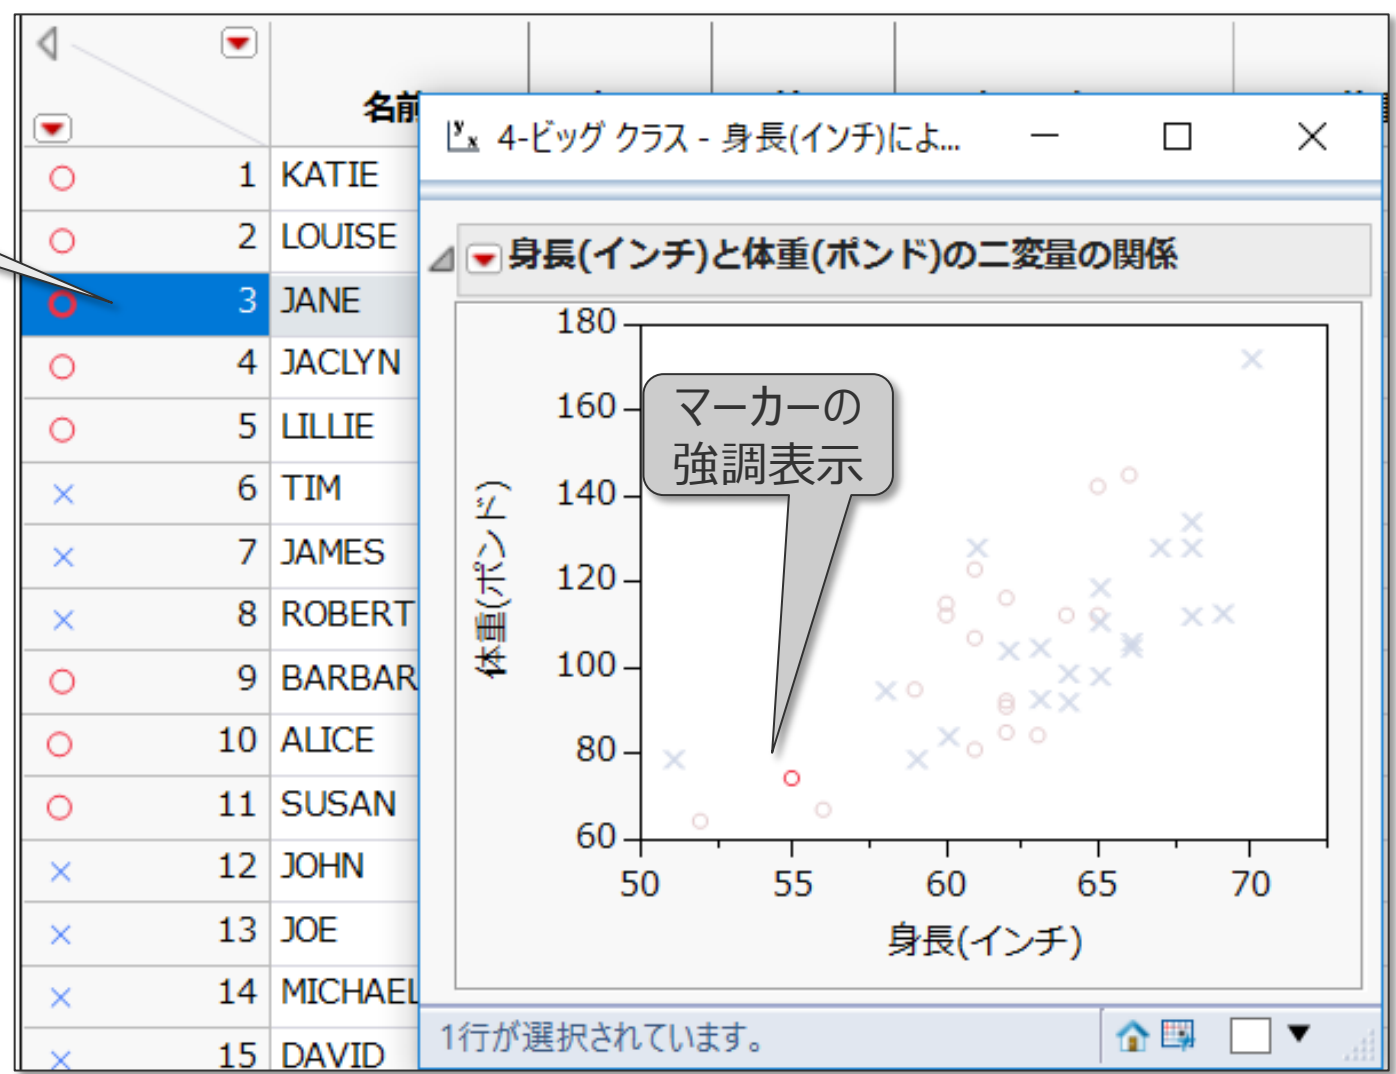 名前
1 KATIE
2 LOUISE
3 JANE
4 JACLYN
5 LILLIE
6 TIM
7 JAMES
8 ROBERT
9 BARBAR
10 ALICE
11 SUSAN
12 JOHN
13 JOE
14 MICHAEL
15 DAVID
4-ビッグ クラス - 身長(インチ)によ...
身長(インチ)と体重(ポンド)の二変量の関係
体重(ポンド)
180
160
140
120
100
80
60
マーカーの
強調表示
50 55 60 65 70
身長(インチ)
1行が選択されています。